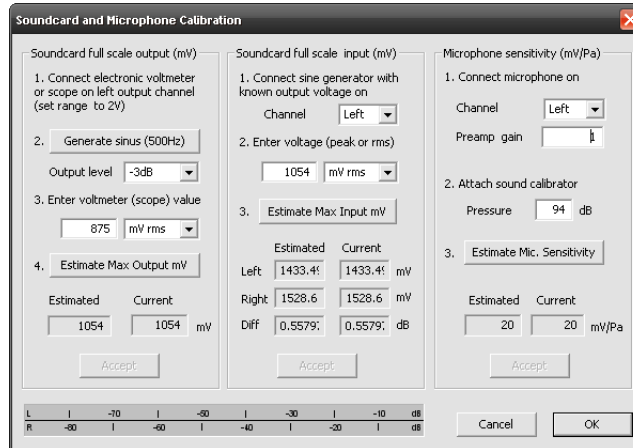 Soundcard and Microphone Calibration
Soundcard full scale output (mV)
1. Connect electronic voltmeter
or scope on left output channel
(set range to 2V)
2. Generate sinus (500Hz)
Output level -3dB
3. Enter voltmeter (scope) value
875 mV rms
4. Estimate Max Output mV
Estimated Current
1054 1054 mV
Accept
Soundcard full scale input (mV)
1. Connect sine generator with
known output voltage on
Channel Left
2. Enter voltage (peak or rms)
1054 mV rms
3. Estimate Max Input mV
Estimated Current
Left 1433.49 1433.49 mV
Right 1528.6 1528.6 mV
Diff 0.5579 0.5579 dB
Accept
Microphone sensitivity (mV/Pa)
1. Connect microphone on
Channel Left
Preamp gain 1
2. Attach sound calibrator
Pressure 94 dB
3. Estimate Mic. Sensitivity
Estimated Current
20 20 mV/Pa
Accept
L -70 -50 -30 -10 dB
R -80 -60 -40 -20 dB
Cancel OK